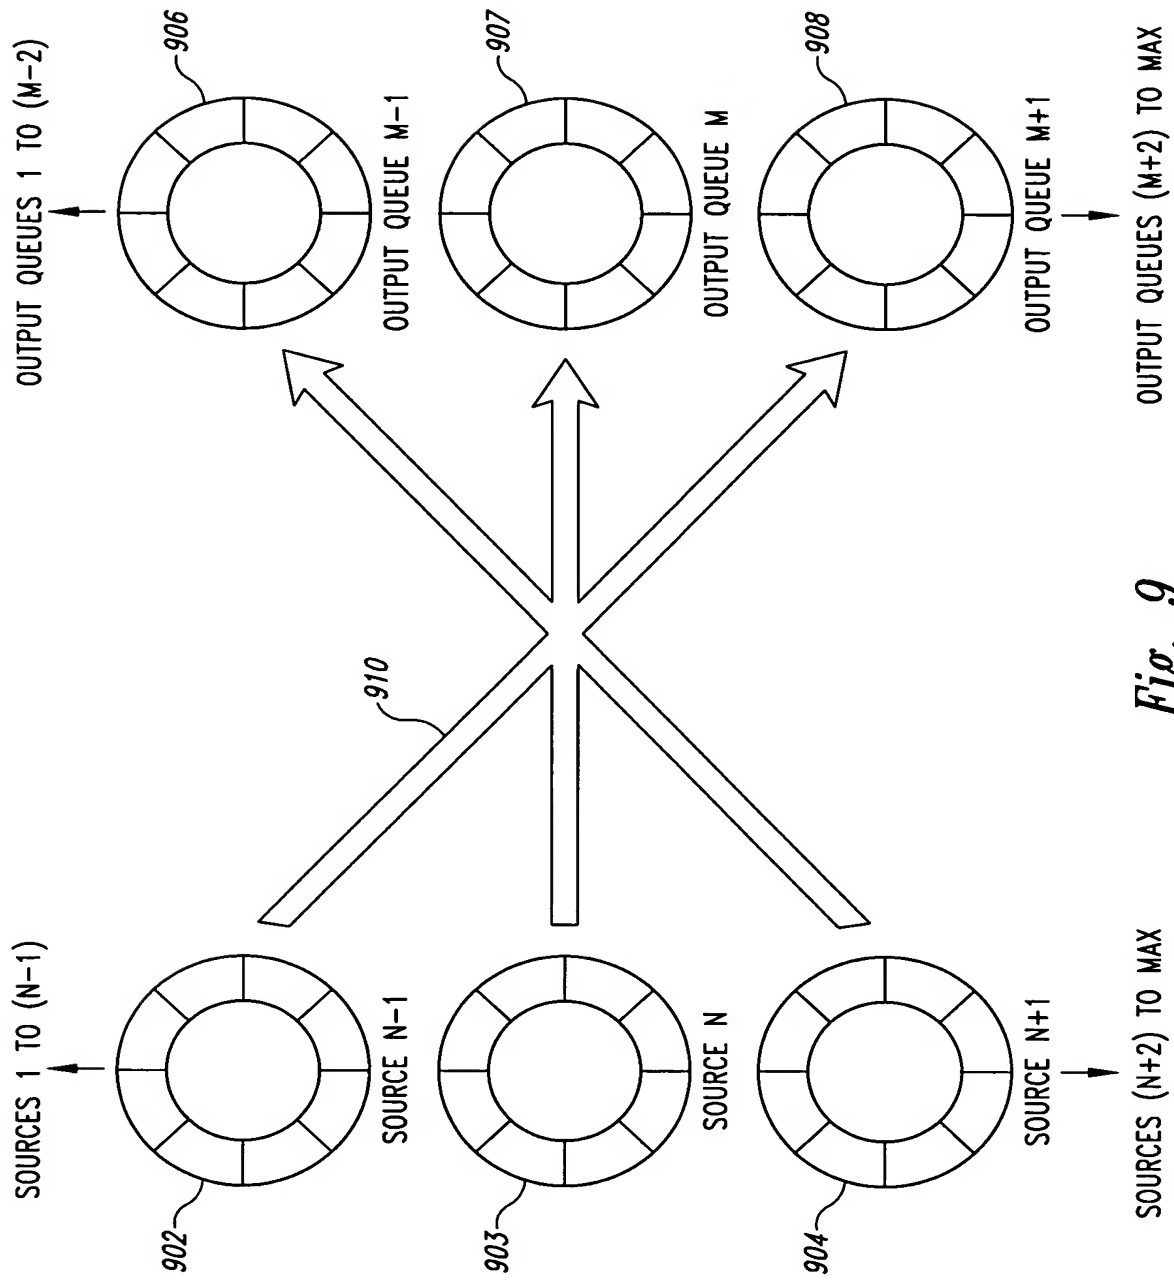 SOURCES 1 TO (N-1)
OUTPUT QUEUES 1 TO (M-2)
902
906
SOURCE N-1
OUTPUT QUEUE M-1
910
903
907
SOURCE N
OUTPUT QUEUE M
904
908
SOURCE N+1
OUTPUT QUEUE M+1
SOURCES (N+2) TO MAX
OUTPUT QUEUES (M+2) TO MAX
Fig. 9